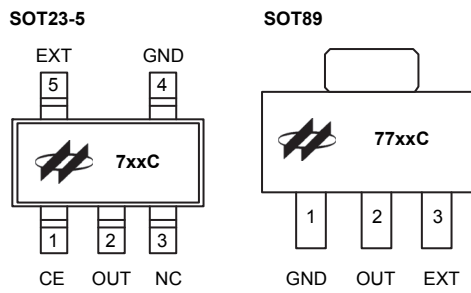 SOT23-5 SOT89
EXT GND
5 4
7xxC 77xxC
1 2 3 1 2 3
CE OUT NC GND OUT EXT